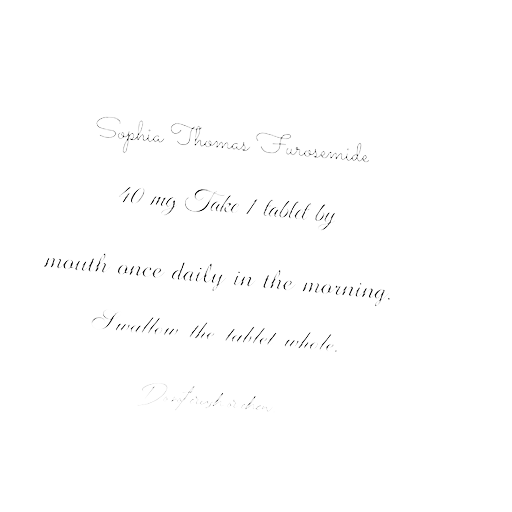 Sophia Thomas Furosemide
40 mg Take 1 tablet by
mouth once daily in the morning.
Swallow the tablet whole.